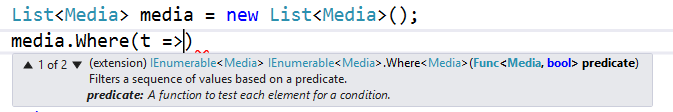 List<Media> media = new List<Media>();
media.Where(t =>)
▲ 1 of 2 ▼ (extension) IEnumerable<Media> IEnumerable<Media>.Where<Media>(Func<Media, bool> predicate)
Filters a sequence of values based on a predicate.
predicate: A function to test each element for a condition.